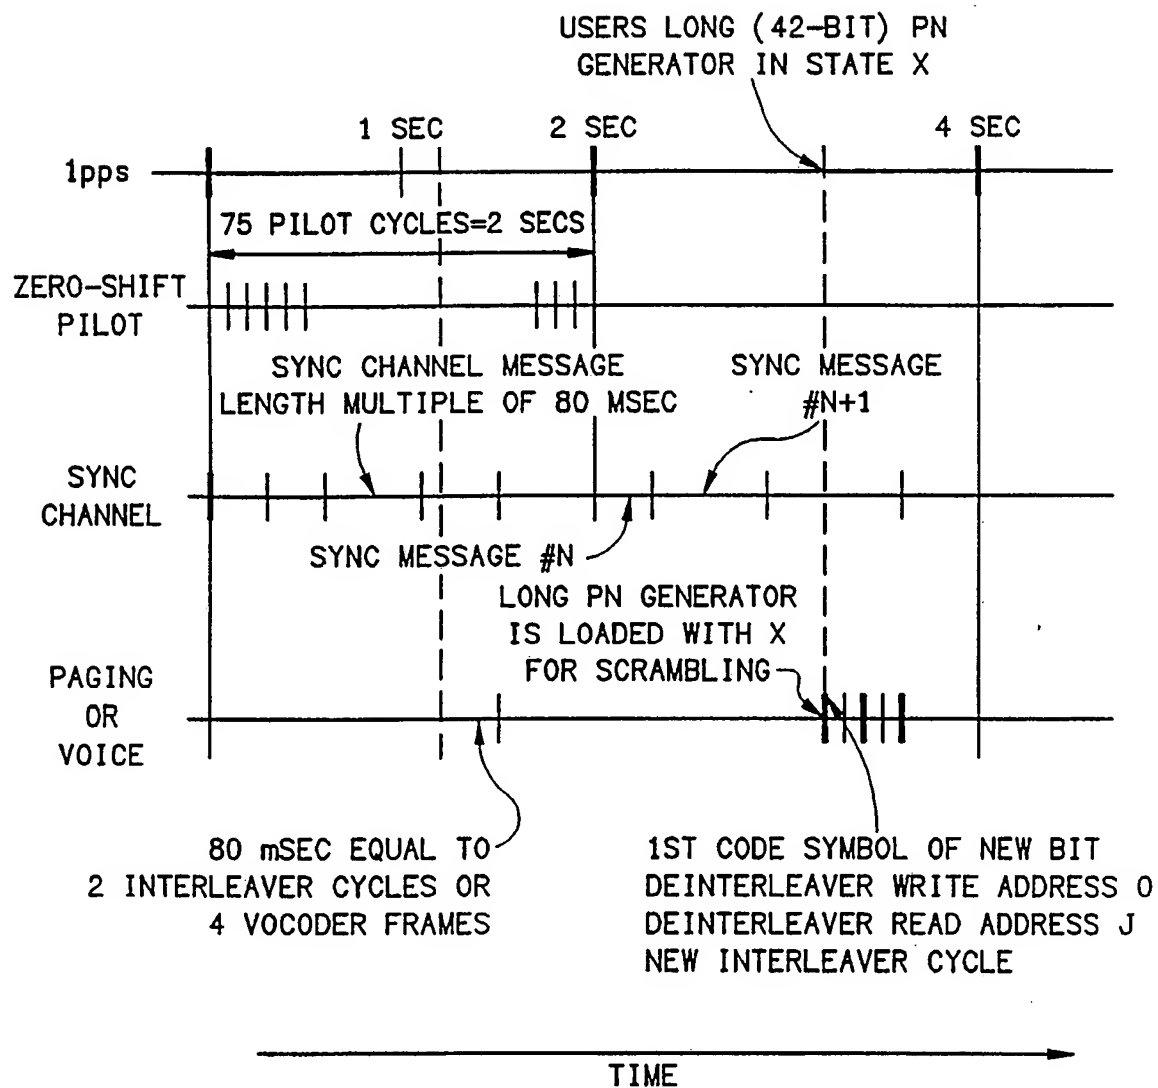 USERS LONG (42-BIT) PN
GENERATOR IN STATE X
1 SEC
2 SEC
4 SEC
1pps
75 PILOT CYCLES=2 SECS
ZERO-SHIFT
PILOT
SYNC CHANNEL MESSAGE
LENGTH MULTIPLE OF 80 MSEC
SYNC MESSAGE
#N+1
SYNC
CHANNEL
SYNC MESSAGE #N
LONG PN GENERATOR
IS LOADED WITH X
FOR SCRAMBLING
PAGING
OR
VOICE
80 mSEC EQUAL TO
2 INTERLEAVER CYCLES OR
4 VOCODER FRAMES
1ST CODE SYMBOL OF NEW BIT
DEINTERLEAVER WRITE ADDRESS 0
DEINTERLEAVER READ ADDRESS J
NEW INTERLEAVER CYCLE
TIME